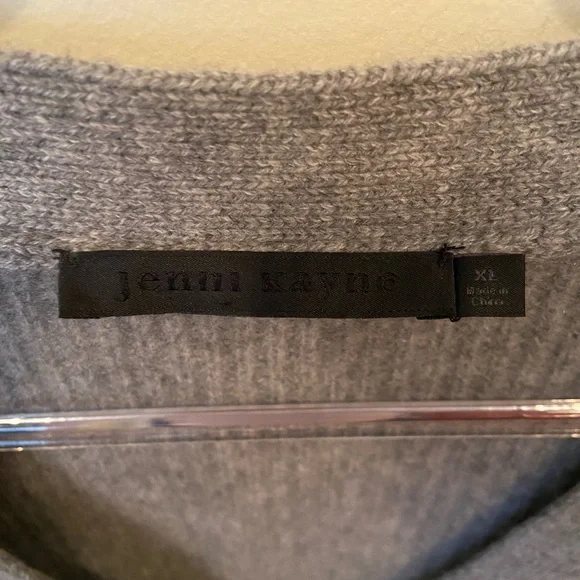 jenni kayne
XL
Made in
China